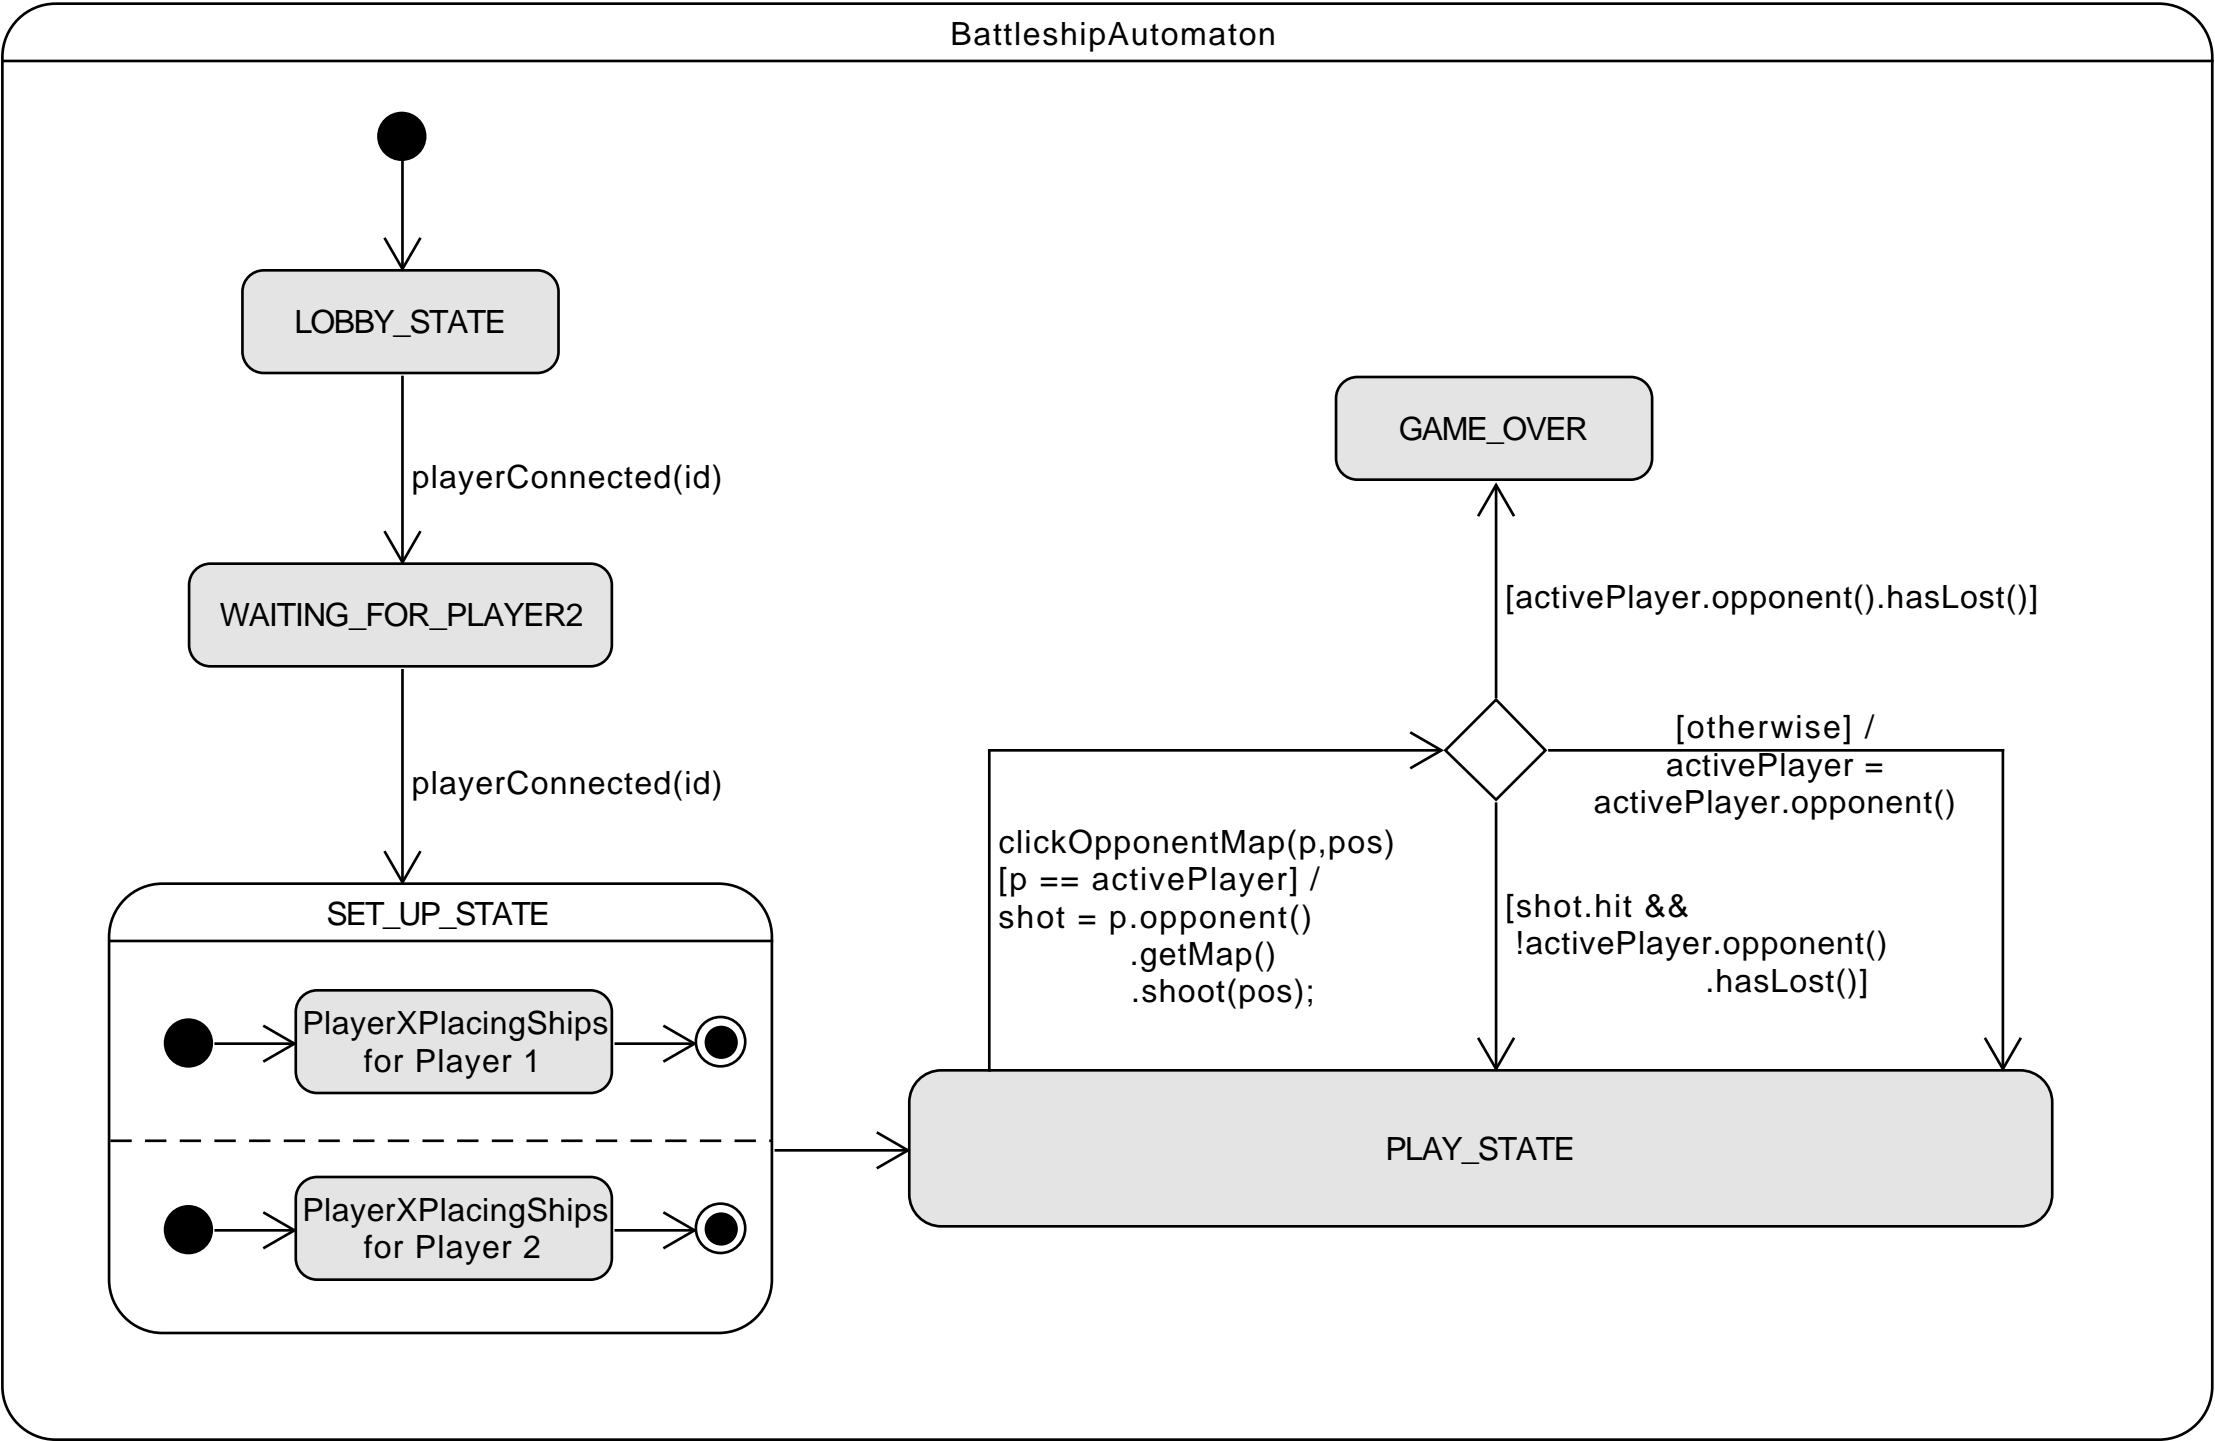 BattleshipAutomaton
LOBBY_STATE
playerConnected(id)
WAITING_FOR_PLAYER2
playerConnected(id)
SET_UP_STATE
PlayerXPlacingShips
for Player 1
PlayerXPlacingShips
for Player 2
GAME_OVER
[activePlayer.opponent().hasLost()]
[otherwise] /
activePlayer =
activePlayer.opponent()
clickOpponentMap(p,pos)
[p == activePlayer] /
shot = p.opponent()
.getMap()
.shoot(pos);
[shot.hit &&
!activePlayer.opponent()
.hasLost()]
PLAY_STATE